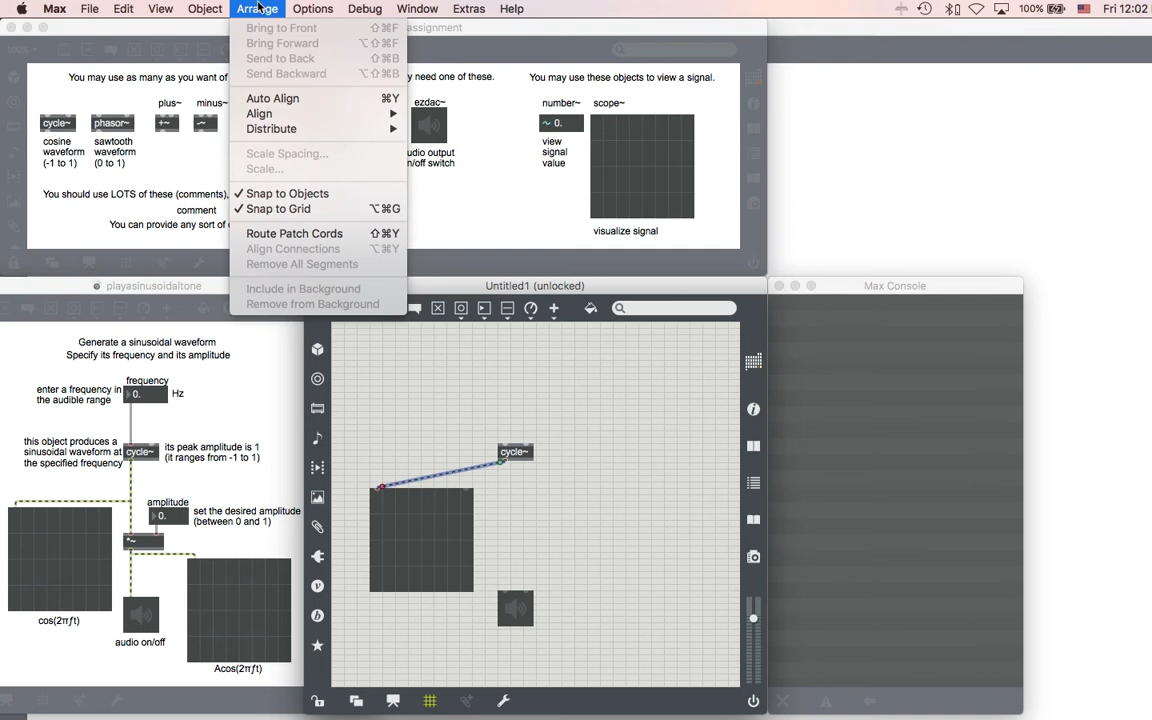 Max File Edit View Object Arrange Options Debug Window Extras Help 100% Fri 12:02
Bring to Front ⇧⌘F
Bring Forward ⌥⇧⌘F
Send to Back ⇧⌘B
Send Backward ⌥⇧⌘B
Auto Align ⌘Y
Align
Distribute
Scale Spacing...
Scale...
✓ Snap to Objects
✓ Snap to Grid ⌥⌘G
Route Patch Cords ⇧⌘Y
Align Connections ⌥⌘Y
Remove All Segments
Include in Background
Remove from Background
assignment
100%
You may use as many as you want of
y need one of these.
You may use these objects to view a signal.
plus~ minus~
cycle~ phasor~ +~ -~
cosine
waveform
(-1 to 1)
sawtooth
waveform
(0 to 1)
You should use LOTS of these (comments),
comment
You can provide any sort of
ezdac~
udio output
n/off switch
number~ scope~
~ 0.
view
signal
value
visualize signal
playasinusoidaltone
Generate a sinusoidal waveform
Specify its frequency and its amplitude
frequency
enter a frequency in
the audible range
0. Hz
this object produces a
sinusoidal waveform at
the specified frequency
cycle~
its peak amplitude is 1
(it ranges from -1 to 1)
amplitude
0.
set the desired amplitude
(between 0 and 1)
*~
cos(2πƒt)
audio on/off
Acos(2πƒt)
Untitled1 (unlocked)
cycle~
Max Console